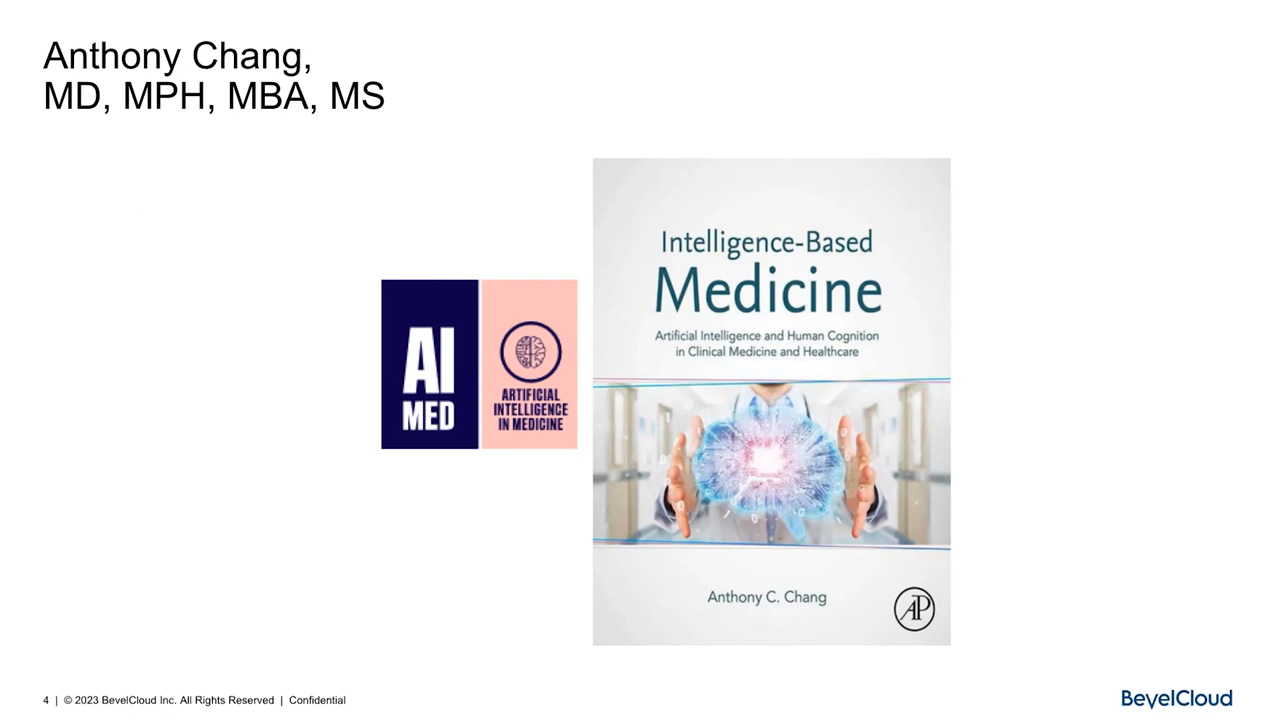 Anthony Chang,
MD, MPH, MBA, MS
AI
MED
ARTIFICIAL
INTELLIGENCE
IN MEDICINE
Intelligence-Based
Medicine
Artificial Intelligence and Human Cognition
in Clinical Medicine and Healthcare
Anthony C. Chang
AP
4 | © 2023 BevelCloud Inc. All Rights Reserved | Confidential
BevelCloud